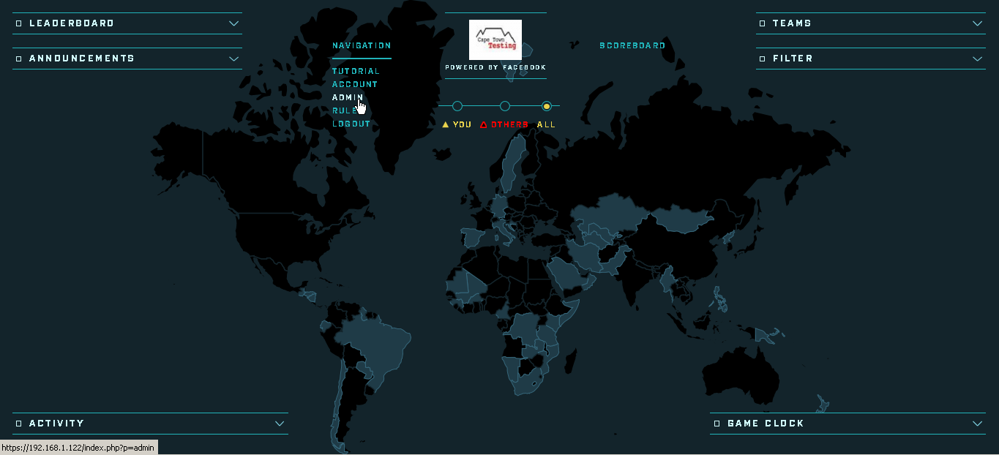 LEADERBOARD
ANNOUNCEMENTS
NAVIGATION
TUTORIAL
ACCOUNT
ADMIN
RULE
LOGOUT
Cape Town
Testing
POWERED BY FACEBOOK
YOU OTHERS ALL
SCOREBOARD
TEAMS
FILTER
ACTIVITY
GAME CLOCK
https://192.168.1.122/index.php?p=admin